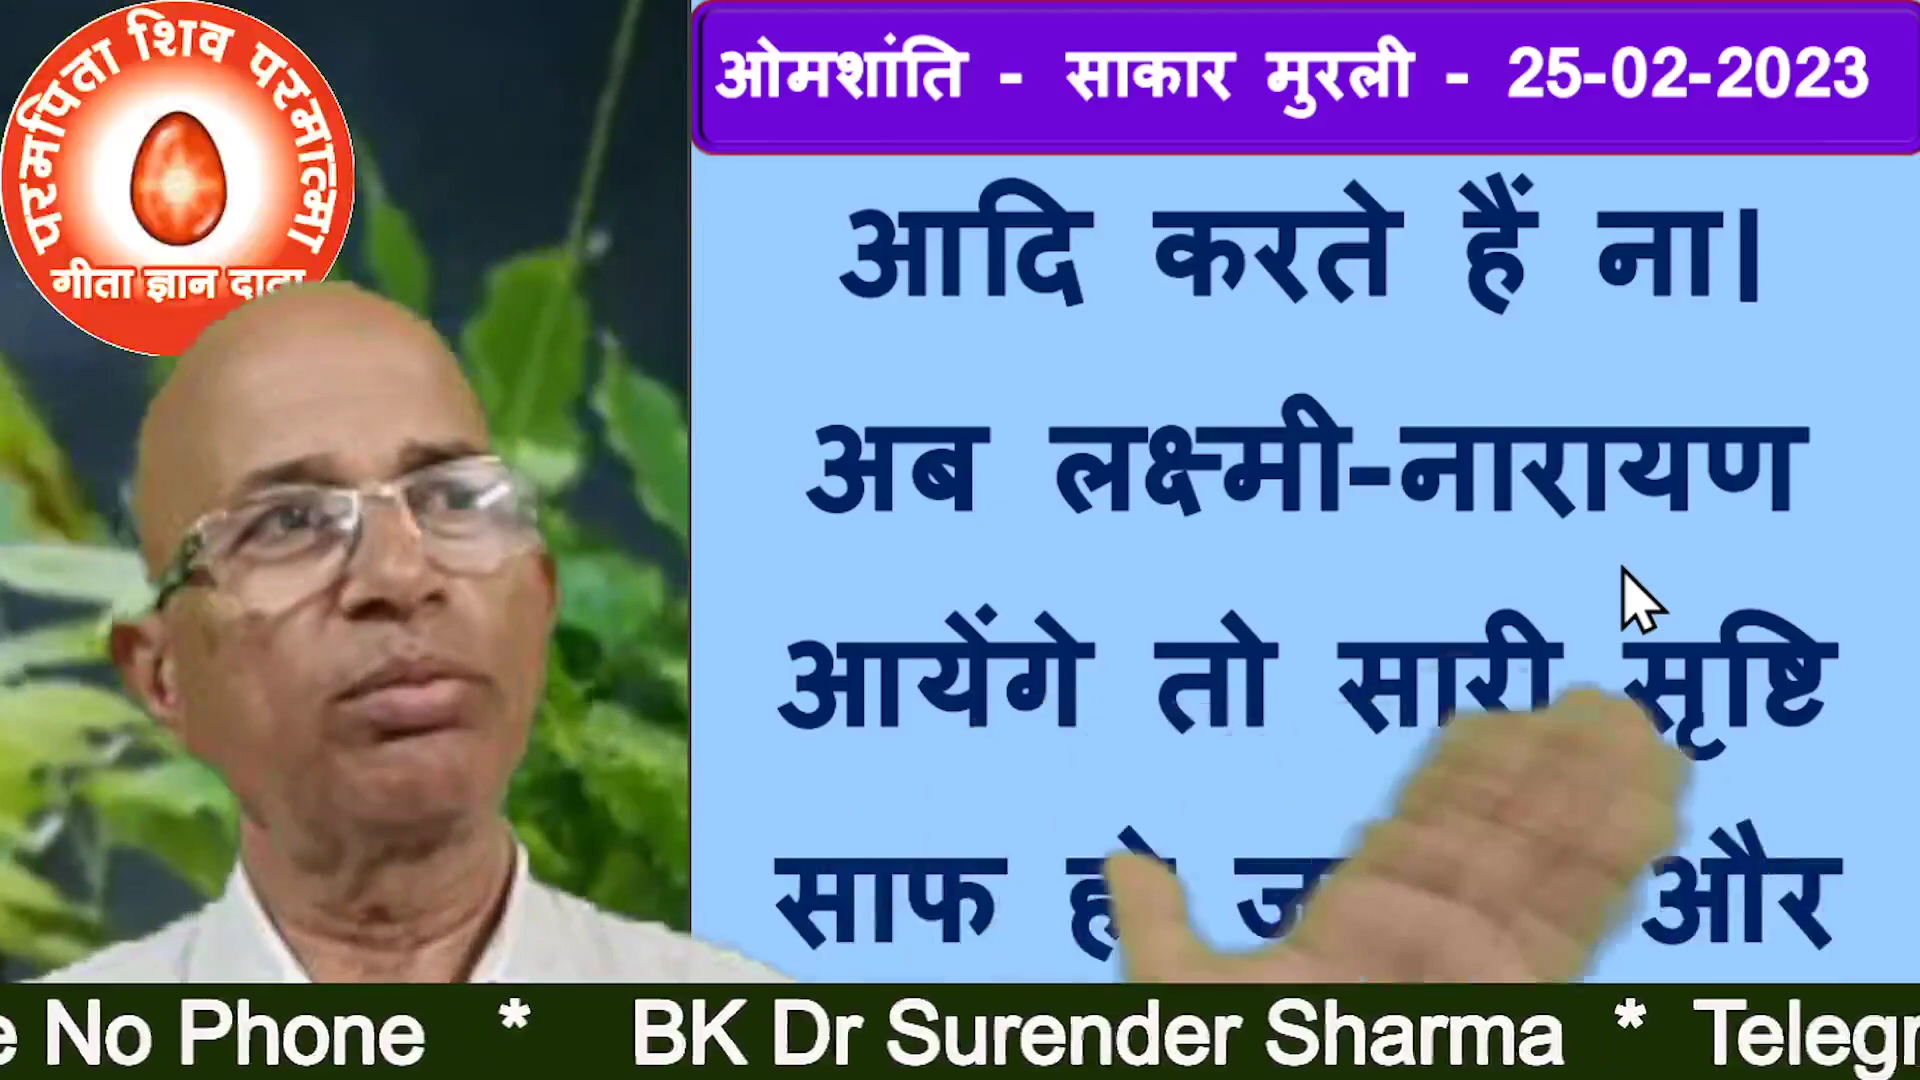 परमपिता शिव परमात्मा
गीता ज्ञान दाता
ओमशांति - साकार मुरली - 25-02-2023
आदि करते हैं ना।
अब लक्ष्मी-नारायण
आयेंगे तो सारी सृष्टि
साफ हो और
No Phone * BK Dr Surender Sharma *